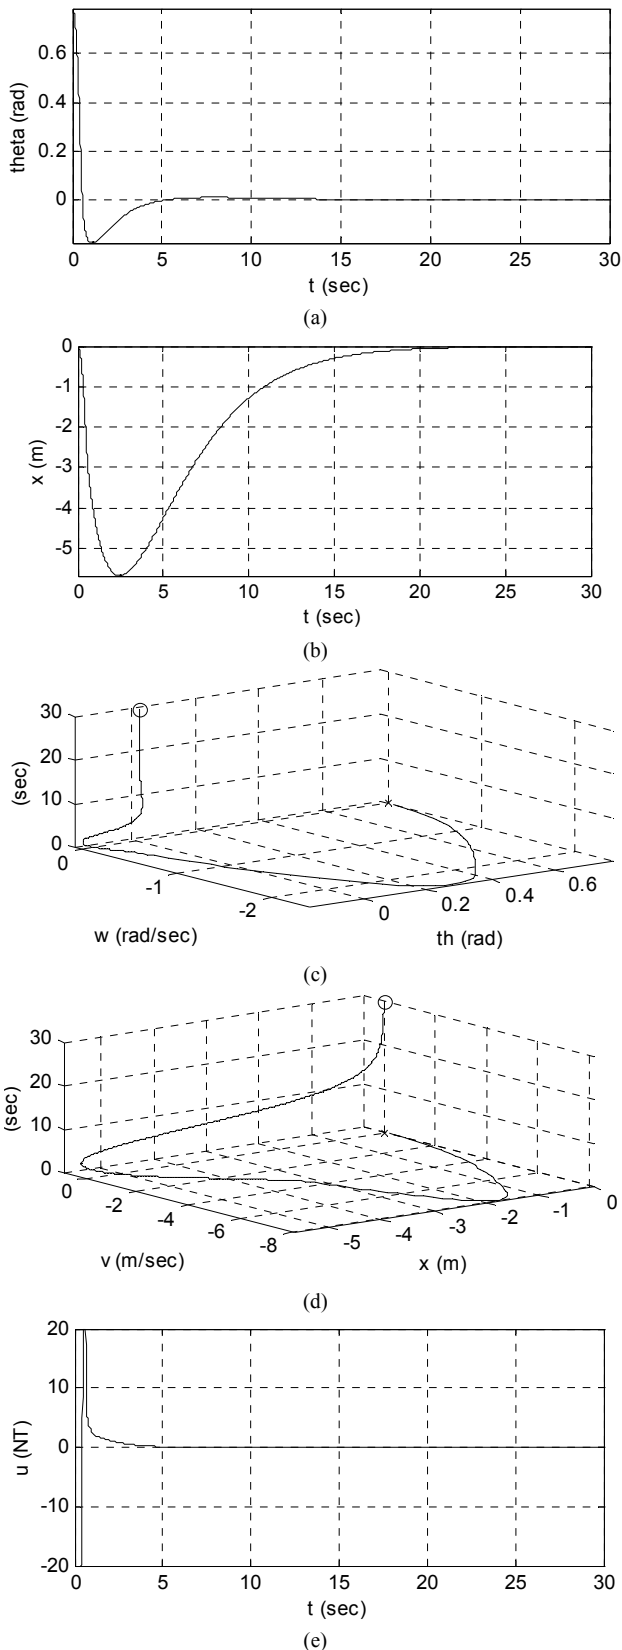 0.6
0.4
0.2
0
theta (rad)
0 5 10 15 20 25 30
t (sec)
(a)
0
-1
-2
-3
-4
-5
x (m)
0 5 10 15 20 25 30
t (sec)
(b)
30
20
10
0
(sec)
0 -1 -2
0 0.2 0.4 0.6
w (rad/sec) th (rad)
(c)
30
20
10
0
(sec)
0 -2 -4 -6 -8
-5 -4 -3 -2 -1 0
v (m/sec) x (m)
(d)
20
10
0
-10
-20
u (NT)
0 5 10 15 20 25 30
t (sec)
(e)